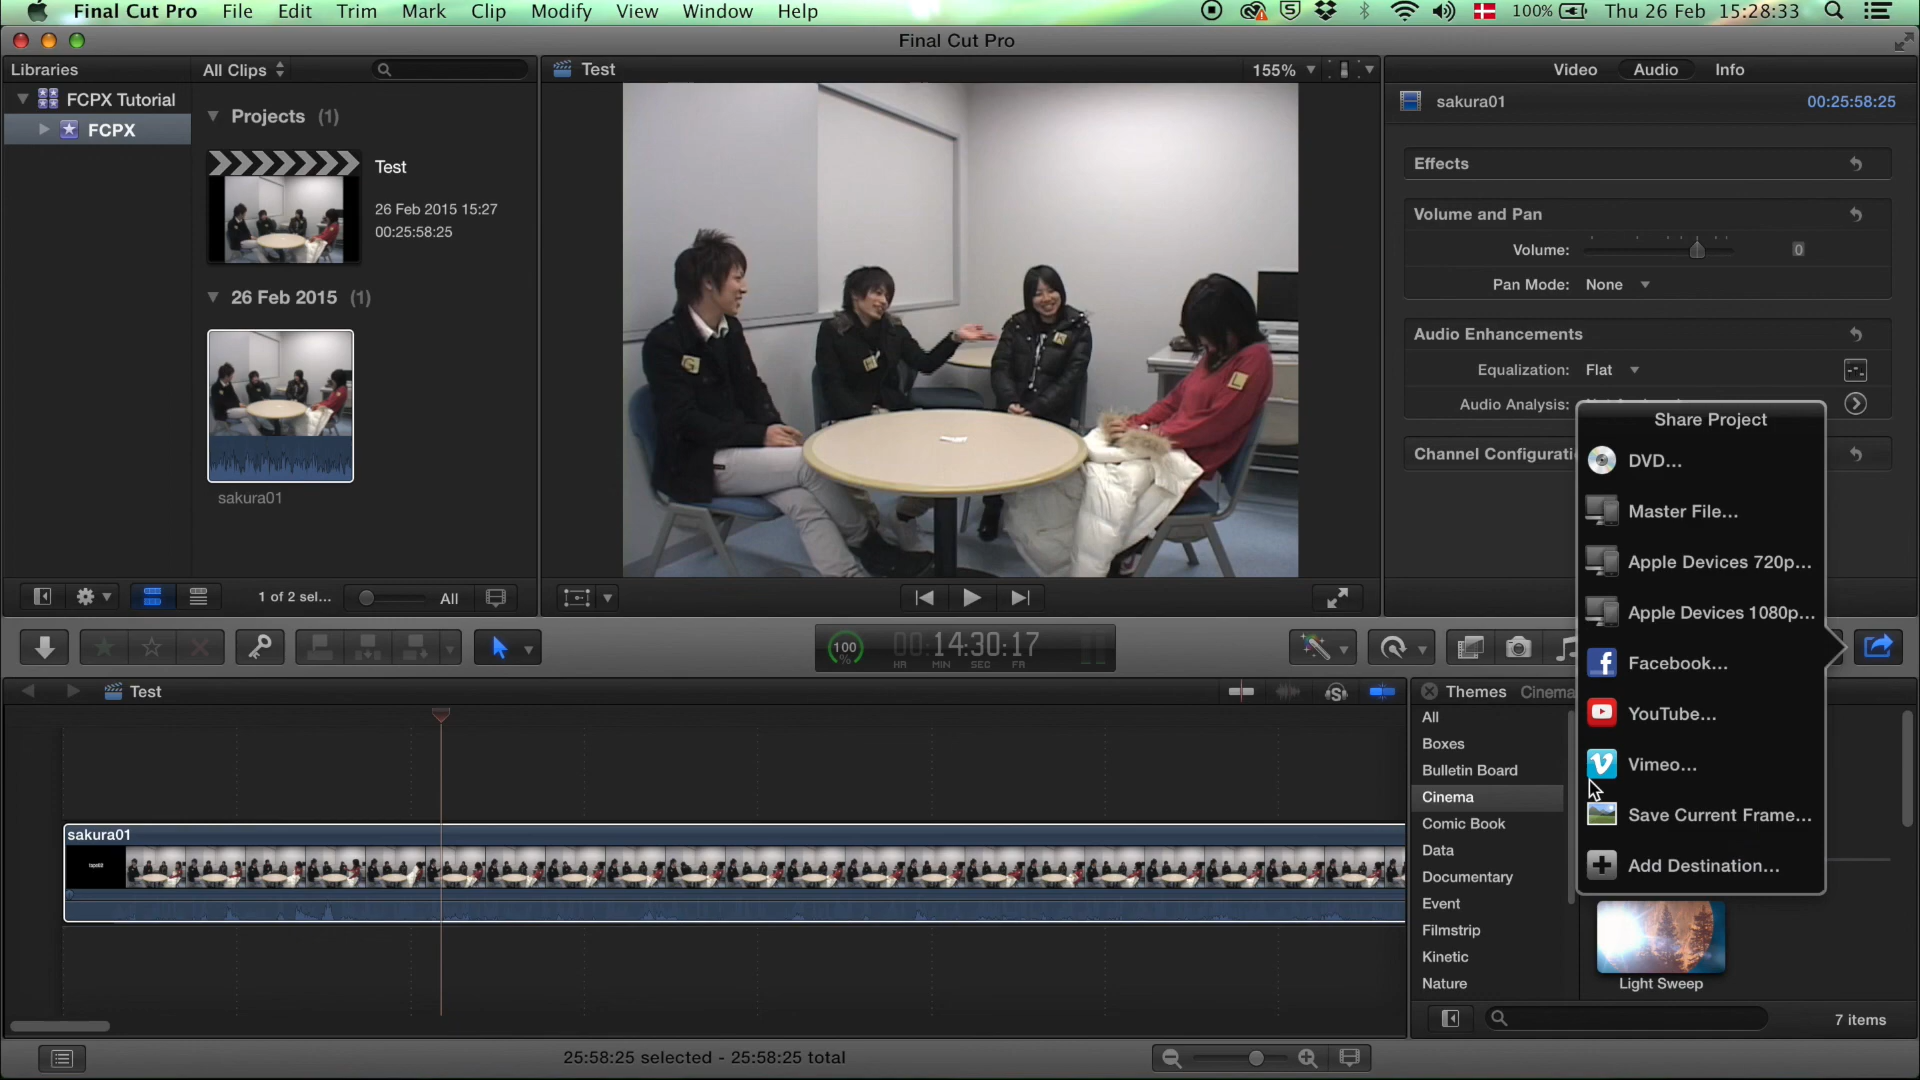 Final Cut Pro File Edit Trim Mark Clip Modify View Window Help 100% Thu 26 Feb 15:28:33
Final Cut Pro
Libraries
All Clips
Test
155%
Video Audio Info
FCPX Tutorial
FCPX
Projects (1)
Test
26 Feb 2015 15:27
00:25:58:25
26 Feb 2015 (1)
sakura01
sakura01 00:25:58:25
Effects
Volume and Pan
Volume: 0
Pan Mode: None
Audio Enhancements
Equalization: Flat
Audio Analysis:
Share Project
DVD...
Master File...
Apple Devices 720p...
Apple Devices 1080p...
Facebook...
YouTube...
Vimeo...
Save Current Frame...
Add Destination...
1 of 2 sel... All
100 % 00:14:30:17
HR MIN SEC FR
Test
Themes Cinema
All
Boxes
Bulletin Board
Cinema
Comic Book
Data
Documentary
Event
Filmstrip
Kinetic
Nature
sakura01
Light Sweep
7 items
25:58:25 selected - 25:58:25 total